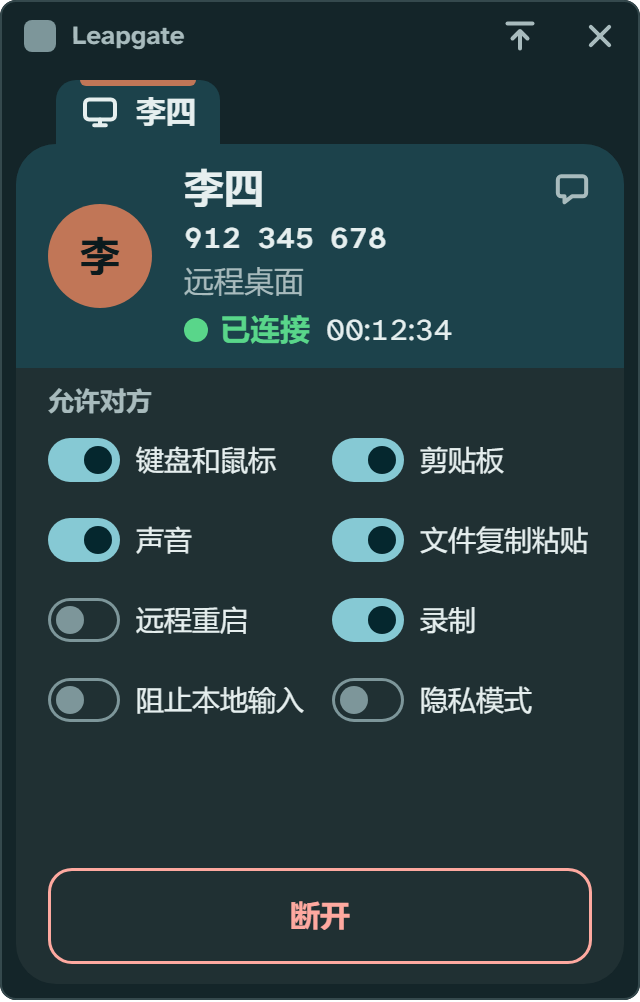 Leapgate
李四
李四
912 345 678
远程桌面
李
已连接 00:12:34
允许对方
键盘和鼠标 剪贴板
声音 文件复制粘贴
远程重启 录制
阻止本地输入 隐私模式
断开